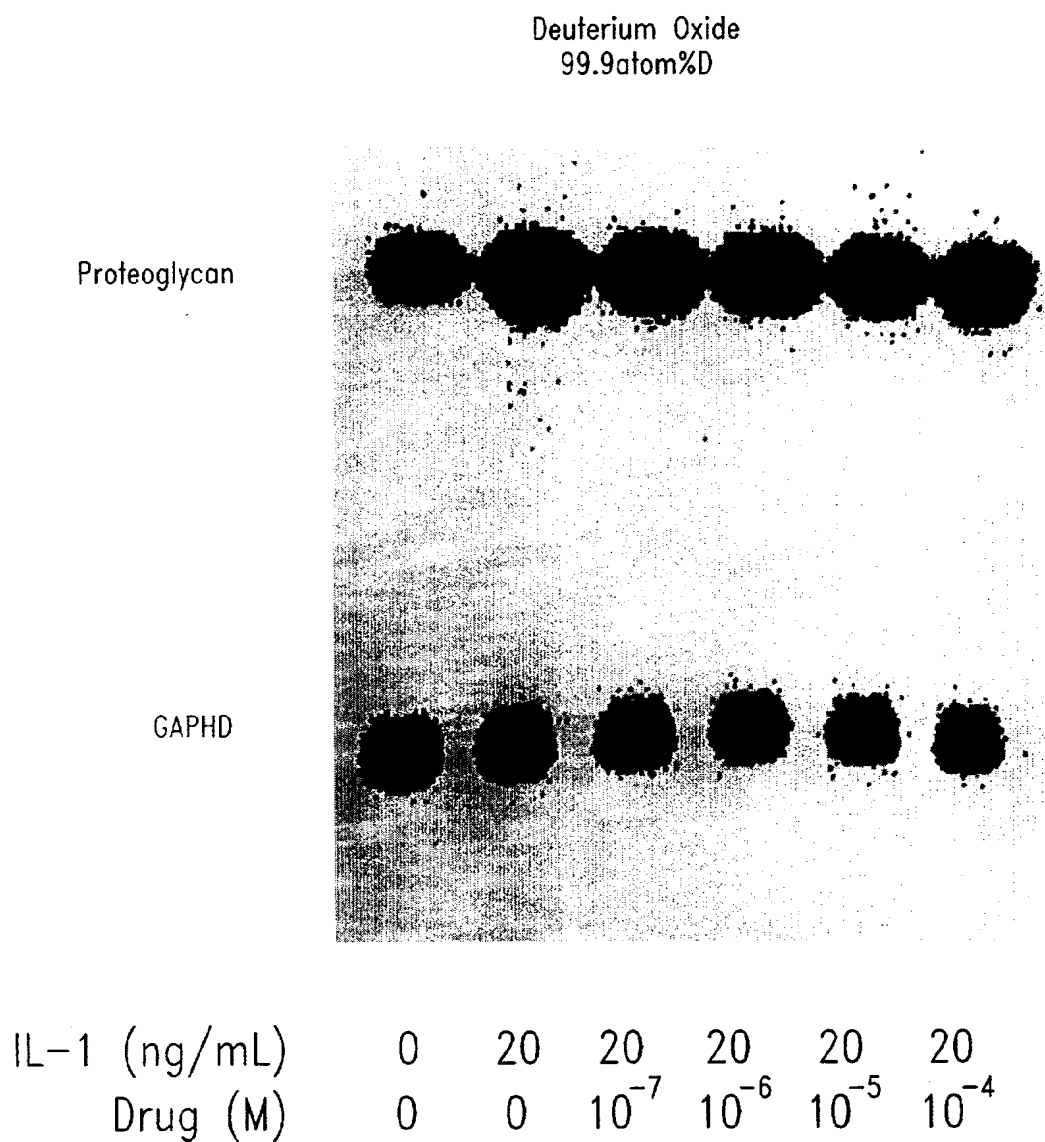 Deuterium Oxide
99.9atom%D
Proteoglycan
GAPHD
IL-1 (ng/mL) 0 20 20 20 20 20
Drug (M) 0 0 10⁻⁷ 10⁻⁶ 10⁻⁵ 10⁻⁴